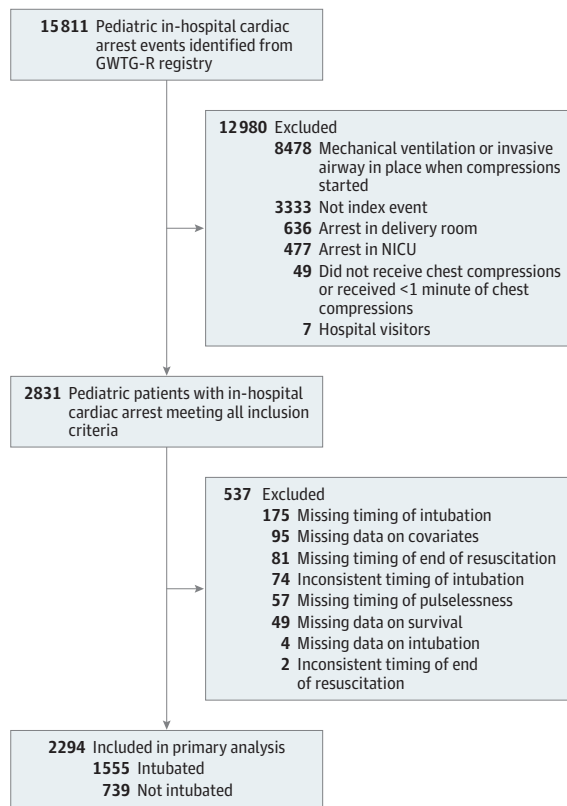 15 811 Pediatric in-hospital cardiac
arrest events identified from
GWTG-R registry
12 980 Excluded
8478 Mechanical ventilation or invasive
airway in place when compressions
started
3333 Not index event
636 Arrest in delivery room
477 Arrest in NICU
49 Did not receive chest compressions
or received <1 minute of chest
compressions
7 Hospital visitors
2831 Pediatric patients with in-hospital
cardiac arrest meeting all inclusion
criteria
537 Excluded
175 Missing timing of intubation
95 Missing data on covariates
81 Missing timing of end of resuscitation
74 Inconsistent timing of intubation
57 Missing timing of pulselessness
49 Missing data on survival
4 Missing data on intubation
2 Inconsistent timing of end
of resuscitation
2294 Included in primary analysis
1555 Intubated
739 Not intubated